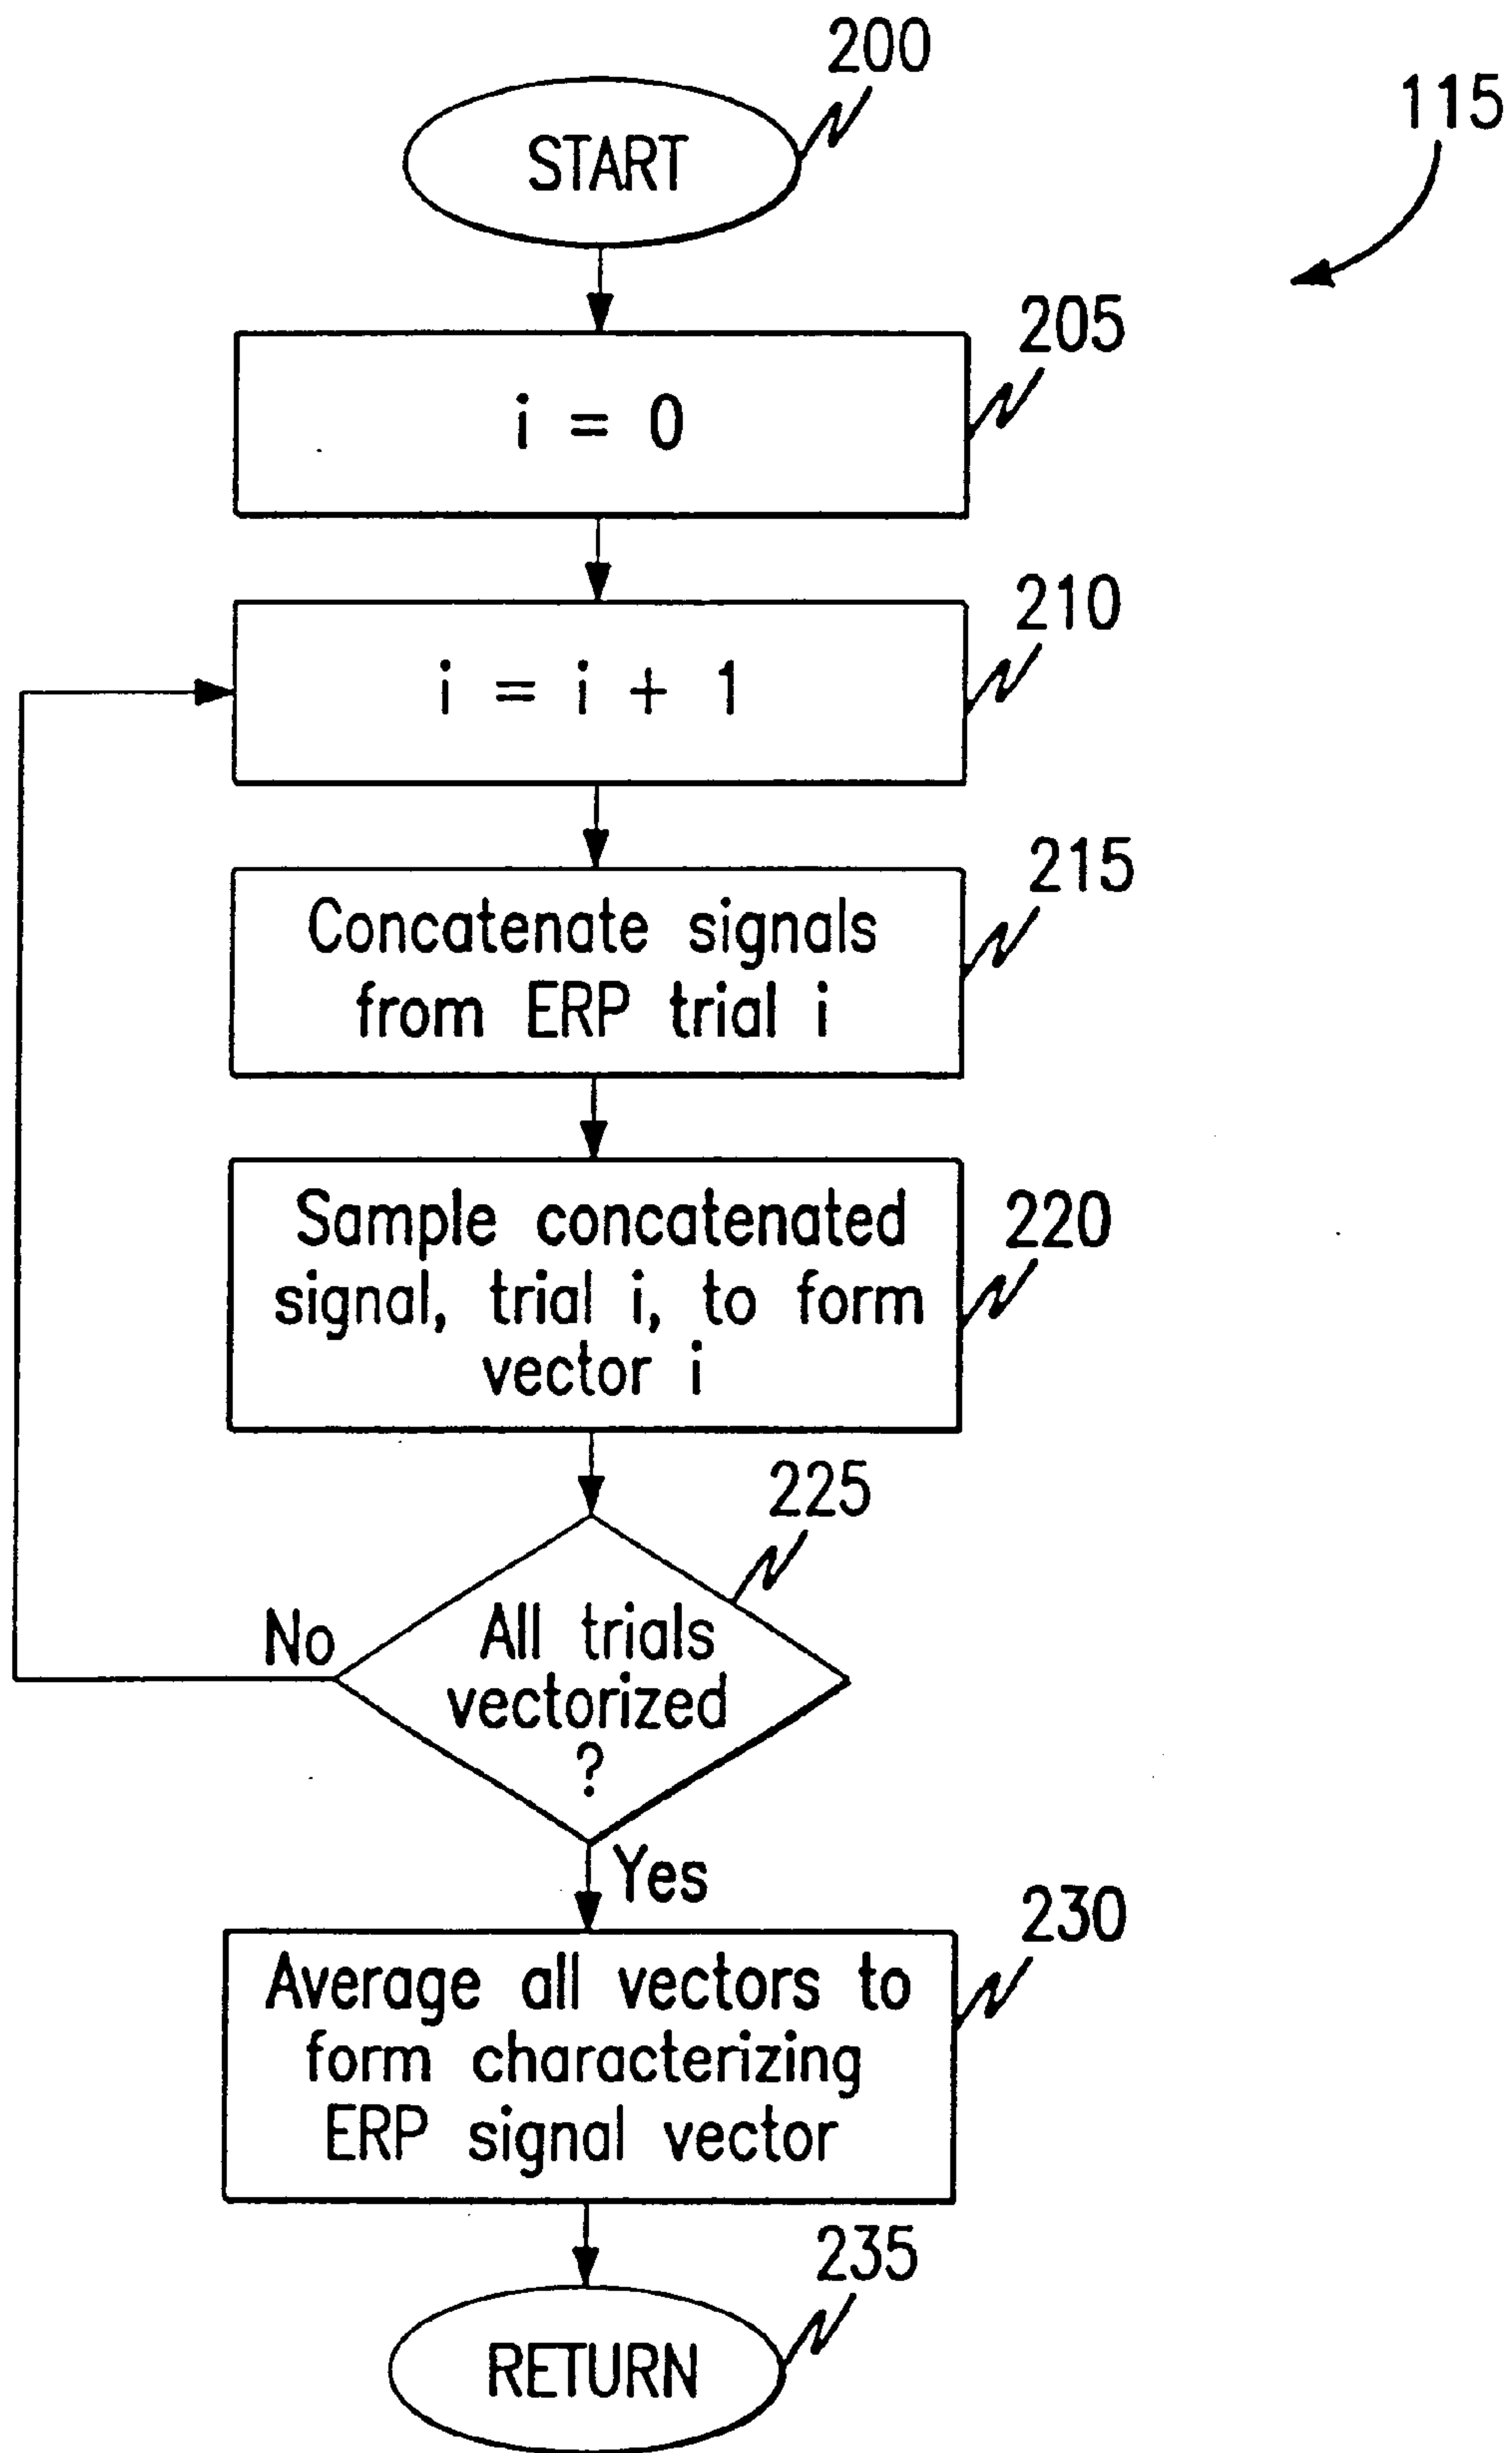 200
START
115
205
i = 0
210
i = i + 1
215
Concatenate signals
from ERP trial i
220
Sample concatenated
signal, trial i, to form
vector i
225
No
All trials
vectorized
?
Yes
230
Average all vectors to
form characterizing
ERP signal vector
235
RETURN